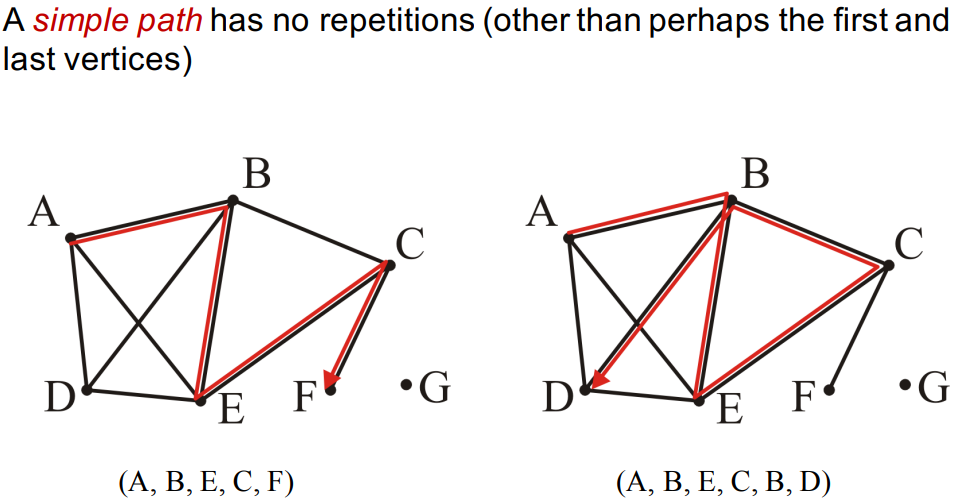 A simple path has no repetitions (other than perhaps the first and
last vertices)
A
B
C
D
E
F
G
(A, B, E, C, F)
A
B
C
D
E
F
G
(A, B, E, C, B, D)